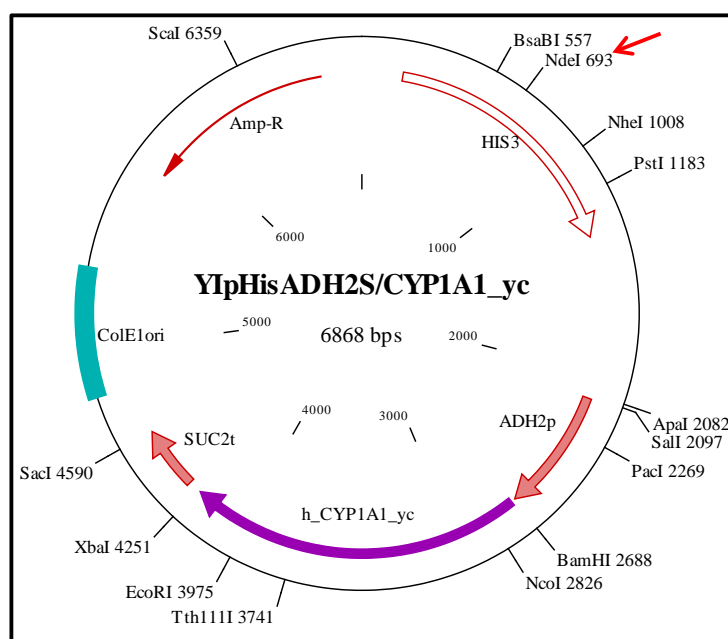 ScaI 6359
BsaBI 557
NdeI 693
Amp-R
HIS3
NheI 1008
PstI 1183
6000
1000
YIpHisADH2S/CYP1A1_yc
6868 bps
ColE1ori
5000
2000
4000
3000
SUC2t
ADH2p
ApaI 2082
SalI 2097
PacI 2269
SacI 4590
h_CYP1A1_yc
XbaI 4251
BamHI 2688
NcoI 2826
EcoRI 3975
Tth111I 3741